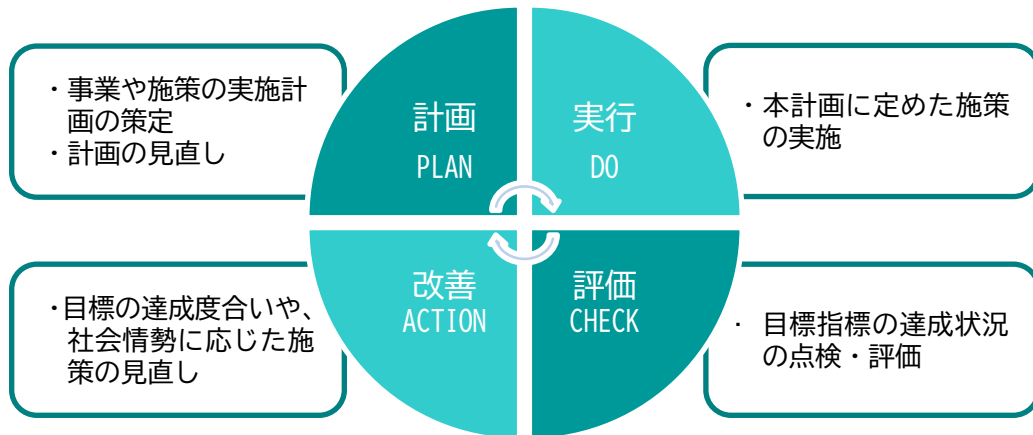 ・事業や施策の実施計
画の策定
・計画の見直し
計画
PLAN
実行
DO
・本計画に定めた施策
の実施
・目標の達成度合いや、
社会情勢に応じた施
策の見直し
改善
ACTION
評価
CHECK
・ 目標指標の達成状況
の点検・評価